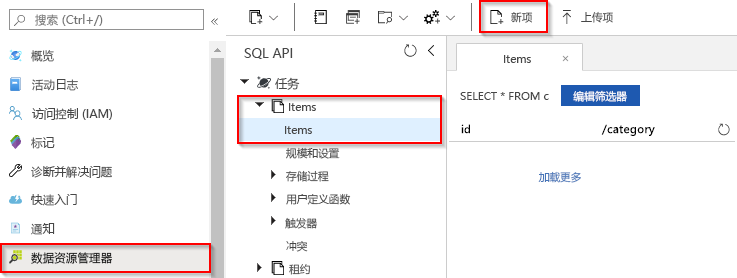 搜索 (Ctrl+/)
概览
活动日志
访问控制 (IAM)
标记
诊断并解决问题
快速入门
通知
数据资源管理器
新项
上传项
SQL API
任务
Items
Items
规模和设置
存储过程
用户定义函数
触发器
冲突
租约
Items
SELECT * FROM c
编辑筛选器
id
/category
加载更多